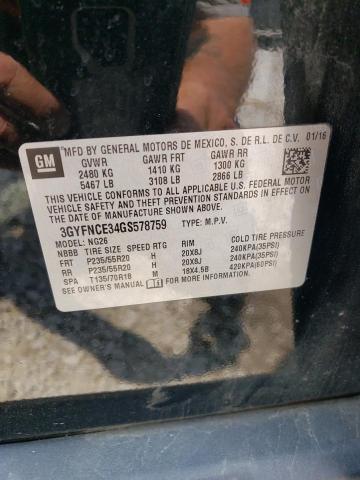 GM *MFD BY GENERAL MOTORS DE MEXICO, S. DE R.L. DE C.V. 01/16
GVWR GAWR FRT GAWR RR
2480 KG 1410 KG 1300 KG
5467 LB 3108 LB 2866 LB
THIS VEHICLE CONFORMS TO ALL APPLICABLE U.S. FEDERAL MOTOR
VEHICLE SAFETY AND THEFT PREVENTION STANDARDS IN EFFECT ON THE DATE OF
MANUFACTURE SHOWN ABOVE.
3GYFNCE34GS578759 TYPE: M.P.V.
MODEL: NG26
NBBB TIRE SIZE SPEED RTG RIM COLD TIRE PRESSURE
FRT P235/55R20 H 20X8J 240KPA(35PSI)
RR P235/55R20 H 20X8J 240KPA(35PSI)
SPA T135/70R18 M 18X4.5B 420KPA(60PSI)
SEE OWNER'S MANUAL FOR MORE INFORMATION.